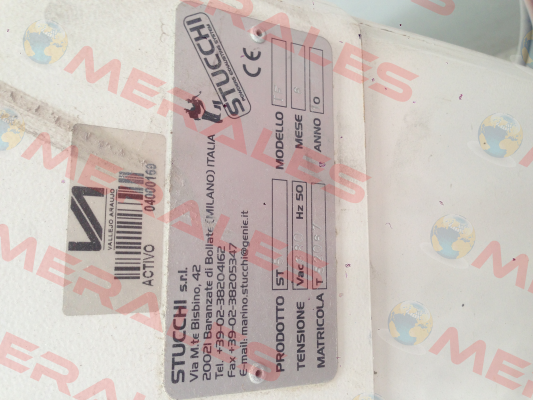 STUCCHI
STUCCHI s.r.l.
Via M.te Bisbino, 42
20021 Baranzate di Bollate (MILANO) ITALIA
Tel. +39-02-38204162
Fax +39-02-38205347
E-mail: marino.stucchi@genie.it
CE
PRODOTTO ST MODELLO
TENSIONE Vac Hz 50 MESE
MATRICOLA T ANNO 0
VALLEJO ARAUJO
ACTIVO 04000169
MERALES